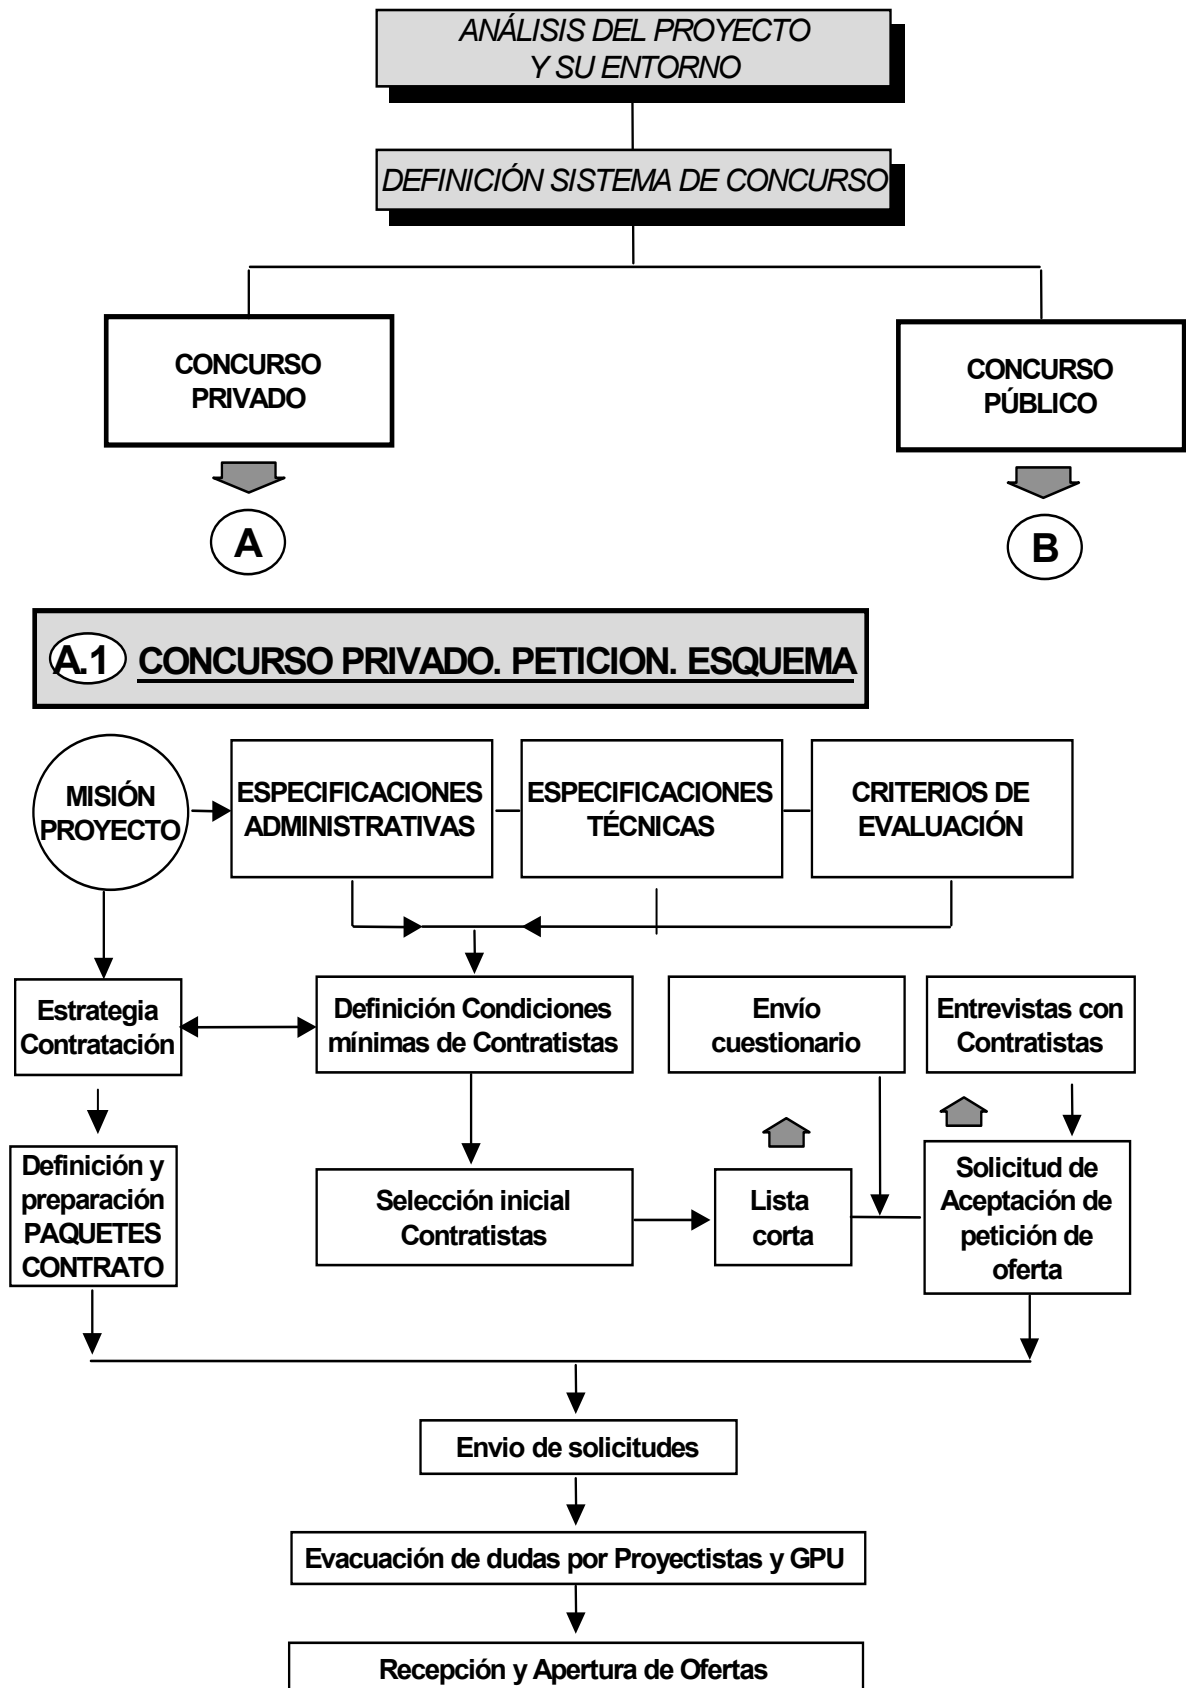 ANÁLISIS DEL PROYECTO
Y SU ENTORNO
DEFINICIÓN SISTEMA DE CONCURSO
CONCURSO
PRIVADO
CONCURSO
PÚBLICO
A
B
A.1 CONCURSO PRIVADO. PETICION. ESQUEMA
MISIÓN
PROYECTO
ESPECIFICACIONES
ADMINISTRATIVAS
ESPECIFICACIONES
TÉCNICAS
CRITERIOS DE
EVALUACIÓN
Estrategia
Contratación
Definición Condiciones
mínimas de Contratistas
Envío
cuestionario
Entrevistas con
Contratistas
Definición y
preparación
PAQUETES
CONTRATO
Selección inicial
Contratistas
Lista
corta
Solicitud de
Aceptación de
petición de
oferta
Envio de solicitudes
Evacuación de dudas por Proyectistas y GPU
Recepción y Apertura de Ofertas